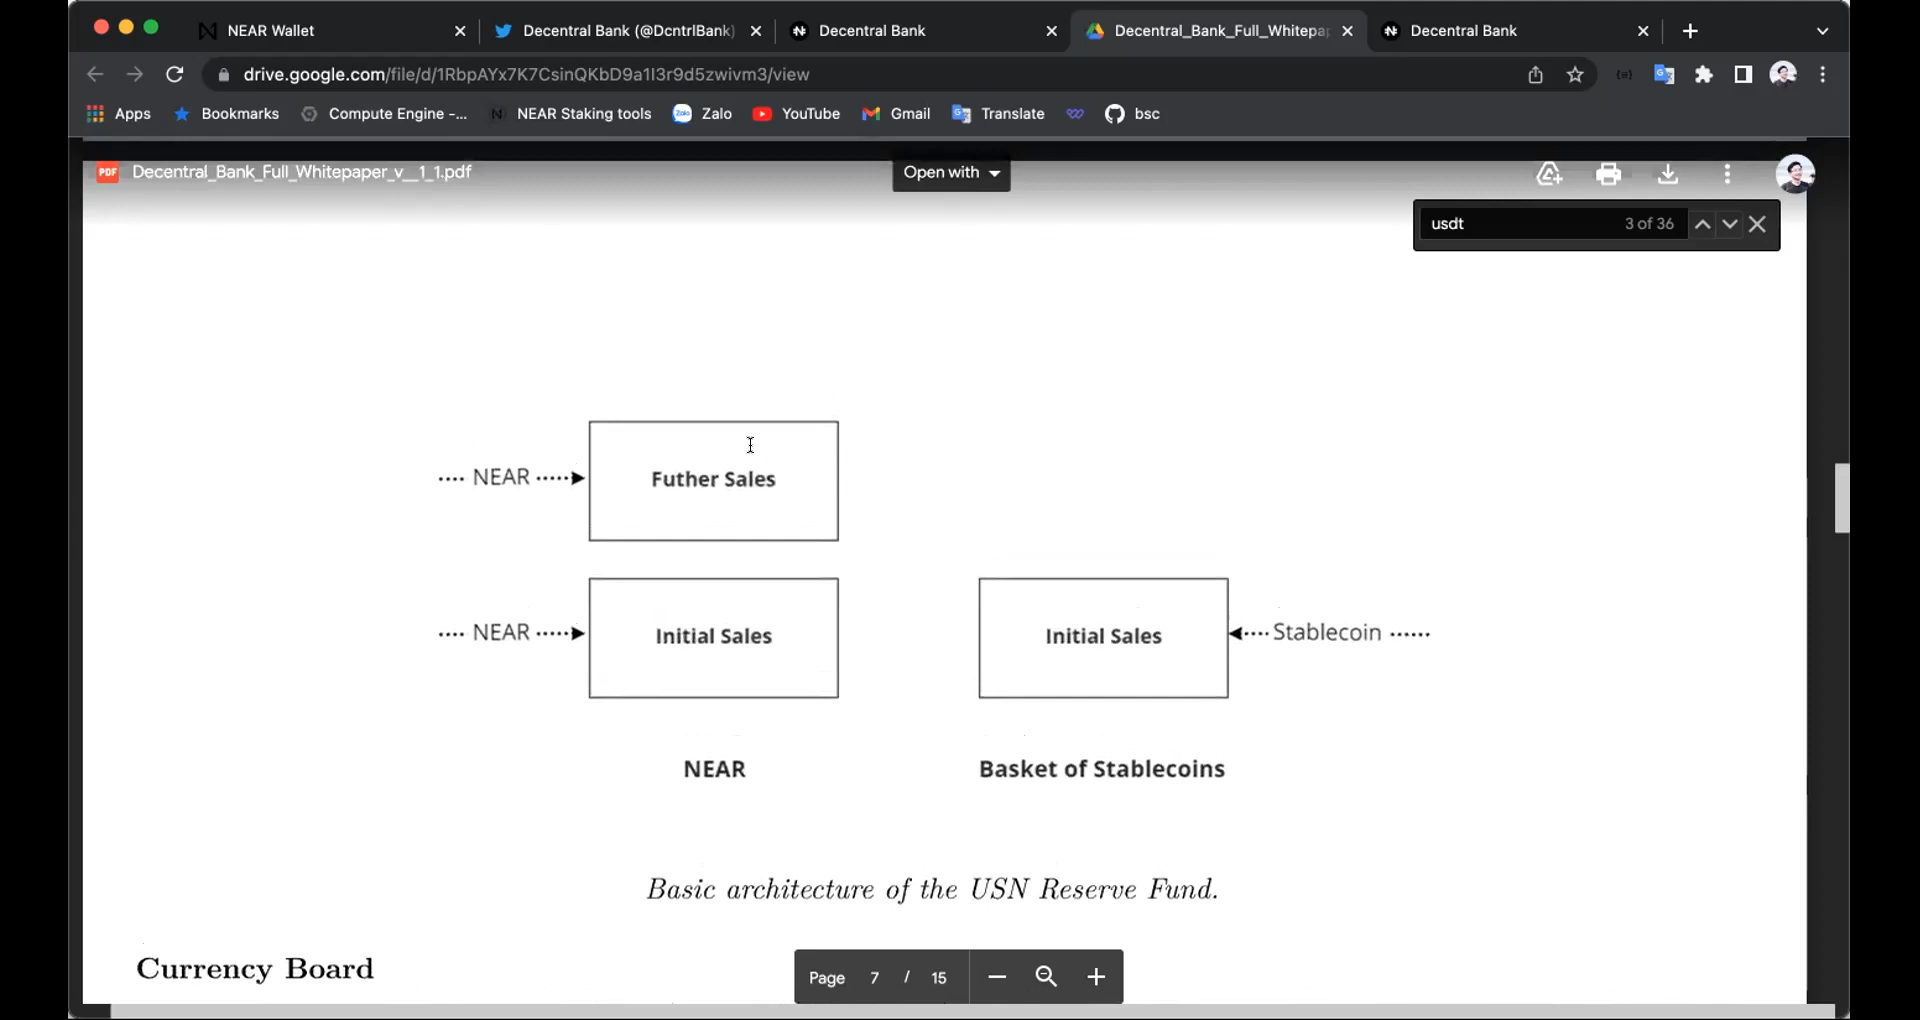 NEAR Wallet
Decentral Bank (@DcntrlBank)
Decentral Bank
Decentral_Bank_Full_Whitepa
Decentral Bank
drive.google.com/file/d/1RbpAYx7K7CsinQKbD9a1I3r9d5zwivm3/view
Apps
Bookmarks
Compute Engine -...
NEAR Staking tools
Zalo
YouTube
Gmail
Translate
bsc
PDF Decentral_Bank_Full_Whitepaper_v__1_1.pdf
Open with
usdt 3 of 36
NEAR
Futher Sales
NEAR
Initial Sales
Initial Sales
Stablecoin
NEAR
Basket of Stablecoins
Basic architecture of the USN Reserve Fund.
Currency Board
Page 7 / 15